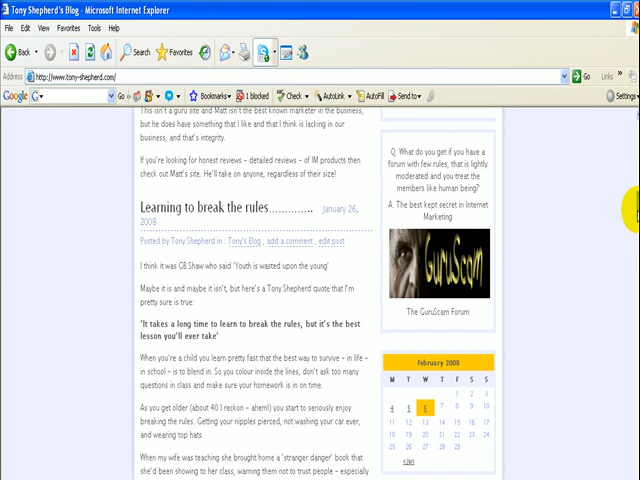 Tony Shepherd's Blog - Microsoft Internet Explorer
File Edit View Favorites Tools Help
Back Search Favorites
Address http://www.tony-shepherd.com/ Go Links »
Google G Go Bookmarks 1 blocked Check AutoLink AutoFill Send to Settings
This isn't a guru site and Matt isn't the best known marketer in the business,
but he does have something that I like and that I think is lacking in our
business, and that's integrity.
If you're looking for honest reviews – detailed reviews – of IM products then
check out Matt's site. He'll take on anyone, regardless of their size!
Learning to break the rules………….. January 26,
2008
Posted by Tony Shepherd in : Tony's Blog , add a comment , edit post
I think it was GB Shaw who said 'Youth is wasted upon the young'
Maybe it is and maybe it isn't, but here's a Tony Shepherd quote that I'm
pretty sure is true:
'It takes a long time to learn to break the rules, but it's the best
lesson you'll ever take'
When you're a child you learn pretty fast that the best way to survive – in life –
in school – is to blend in. So you colour inside the lines, don't ask too many
questions in class and make sure your homework is in on time.
As you get older (about 40 I reckon – ahem!) you start to seriously enjoy
breaking the rules. Getting your nipples pierced, not washing your car ever,
and wearing top hats.
When my wife was teaching she brought home a 'stranger danger' book that
she'd been showing to her class, warning them not to trust people – especially
Q. What do you get if you have a
forum with few rules, that is lightly
moderated and you treat the
members like human being?
A. The best kept secret in Internet
Marketing
GuruScam
The GuruScam Forum
February 2008
M T W T F S S
1 2 3
4 5 6 7 8 9 10
11 12 13 14 15 16 17
18 19 20 21 22 23 24
25 26 27 28 29
« Jan